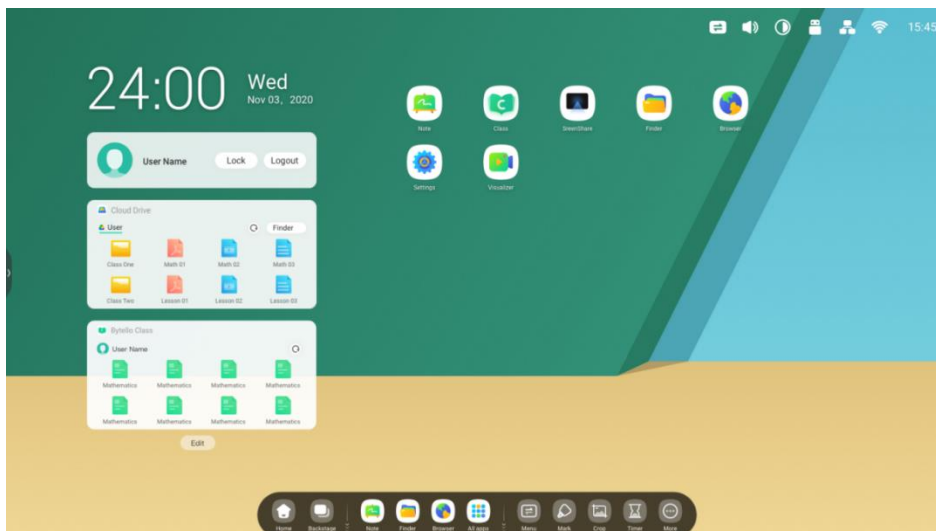 15:45
24:00
Wed
Nov 03, 2020
User Name
Lock
Logout
Cloud Drive
User
Finder
Class One
Math 01
Math 02
Math 03
Class Two
Lesson 01
Lesson 02
Lesson 03
Bytello Class
User Name
Mathematics
Mathematics
Mathematics
Mathematics
Mathematics
Mathematics
Mathematics
Mathematics
Edit
Note
Class
ScreenShare
Finder
Browser
Settings
Visualizer
Home
Backstage
Note
Finder
Browser
All apps
Menu
Mark
Crop
Timer
More